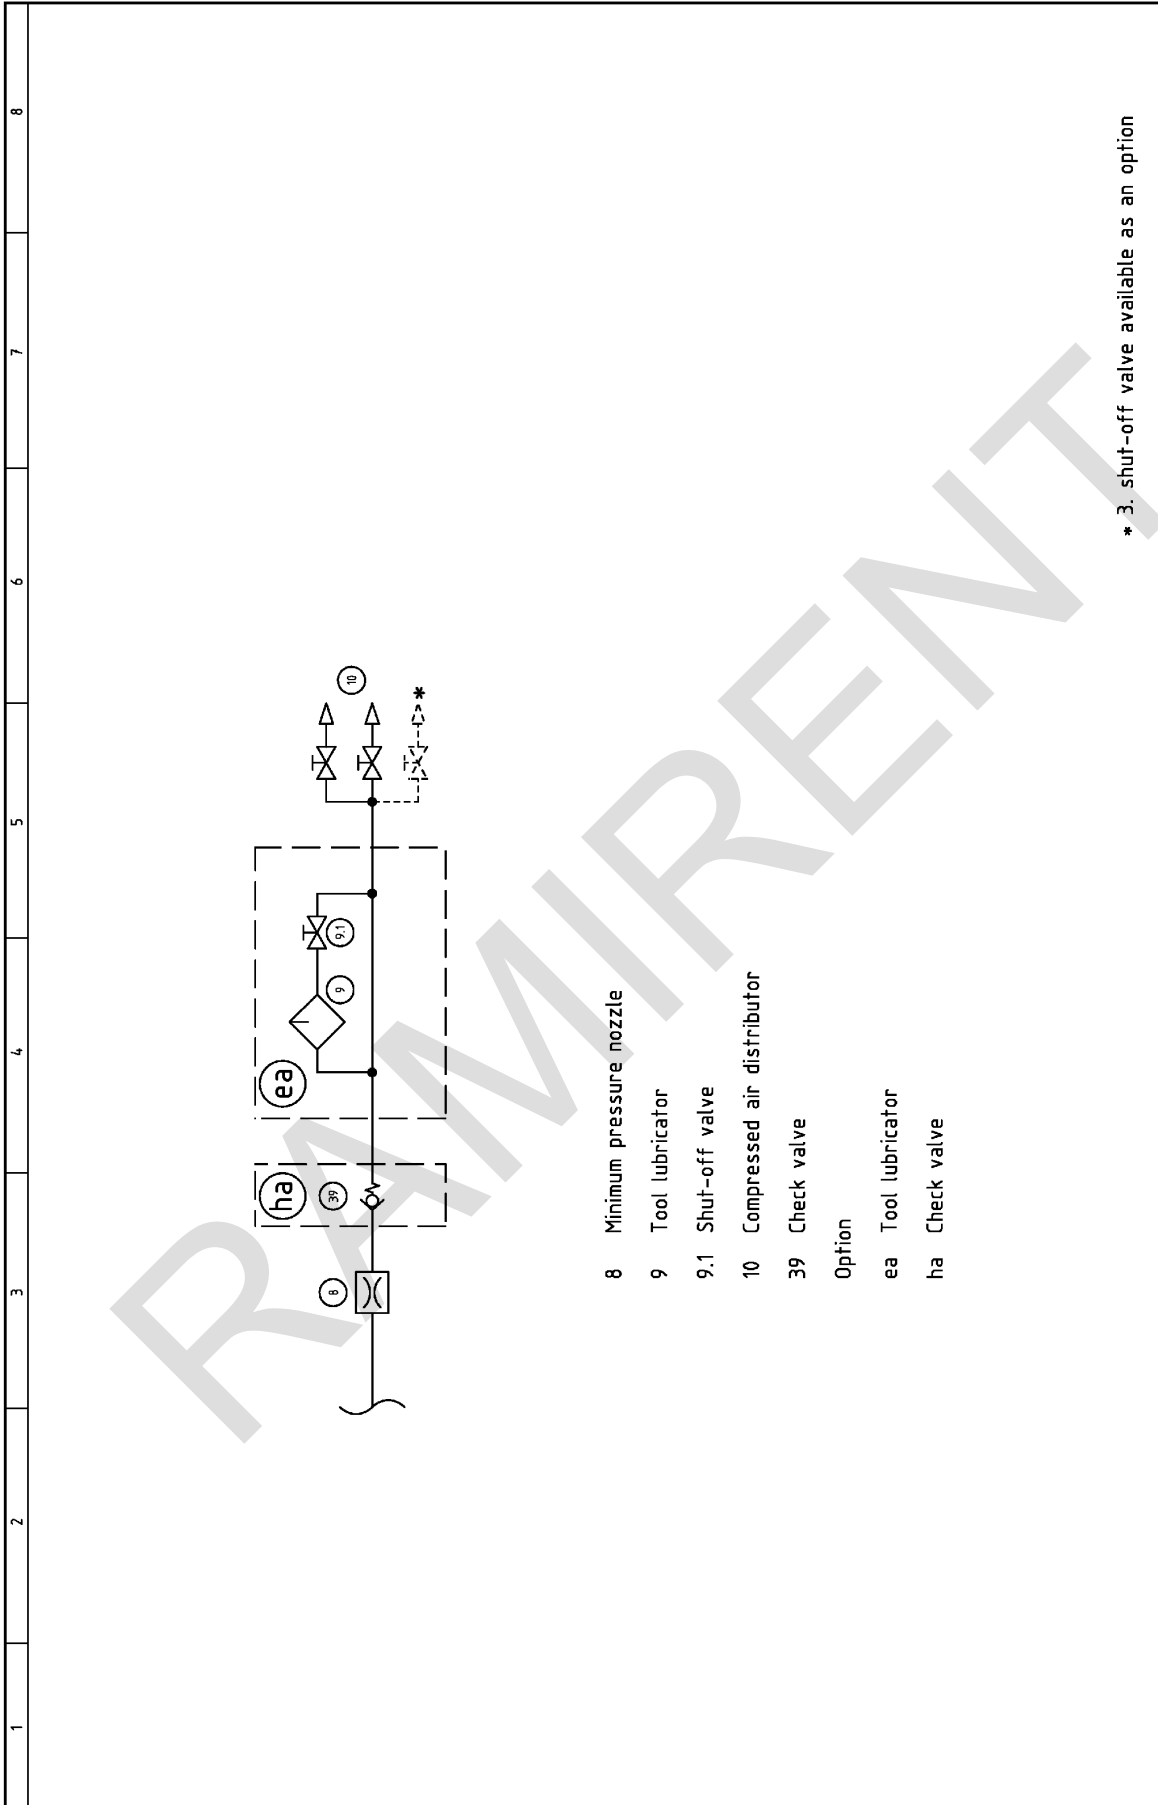 1 2 3 4 5 6 7 8
ha
ea
8
39
9
9.1
10
*
8 Minimum pressure nozzle
9 Tool lubricator
9.1 Shut-off valve
10 Compressed air distributor
39 Check valve
Option
ea Tool lubricator
ha Check valve
* 3. shut-off valve available as an option
RAMIRENT